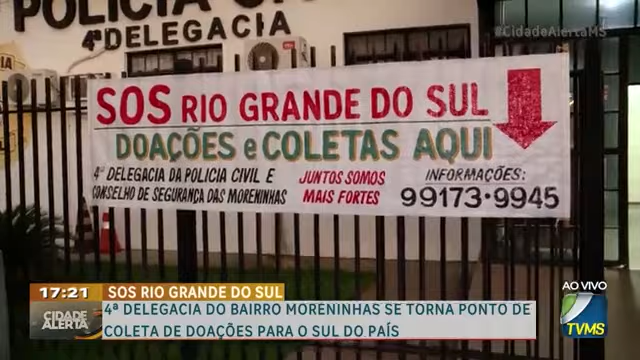 POLÍCIA CIVI
4ª DELEGACIA
#CidadeAlertaMS
SOS RIO GRANDE DO SUL
DOAÇÕES e COLETAS AQUI
4ª DELEGACIA DA POLICIA CIVIL E
CONSELHO DE SEGURANÇA DAS MORENINHAS
JUNTOS SOMOS
MAIS FORTES
INFORMAÇÕES:
99173-9945
17:21
SOS RIO GRANDE DO SUL
AO VIVO
CIDADE
ALERTA
4ª DELEGACIA DO BAIRRO MORENINHAS SE TORNA PONTO DE
COLETA DE DOAÇÕES PARA O SUL DO PAÍS
TVMS